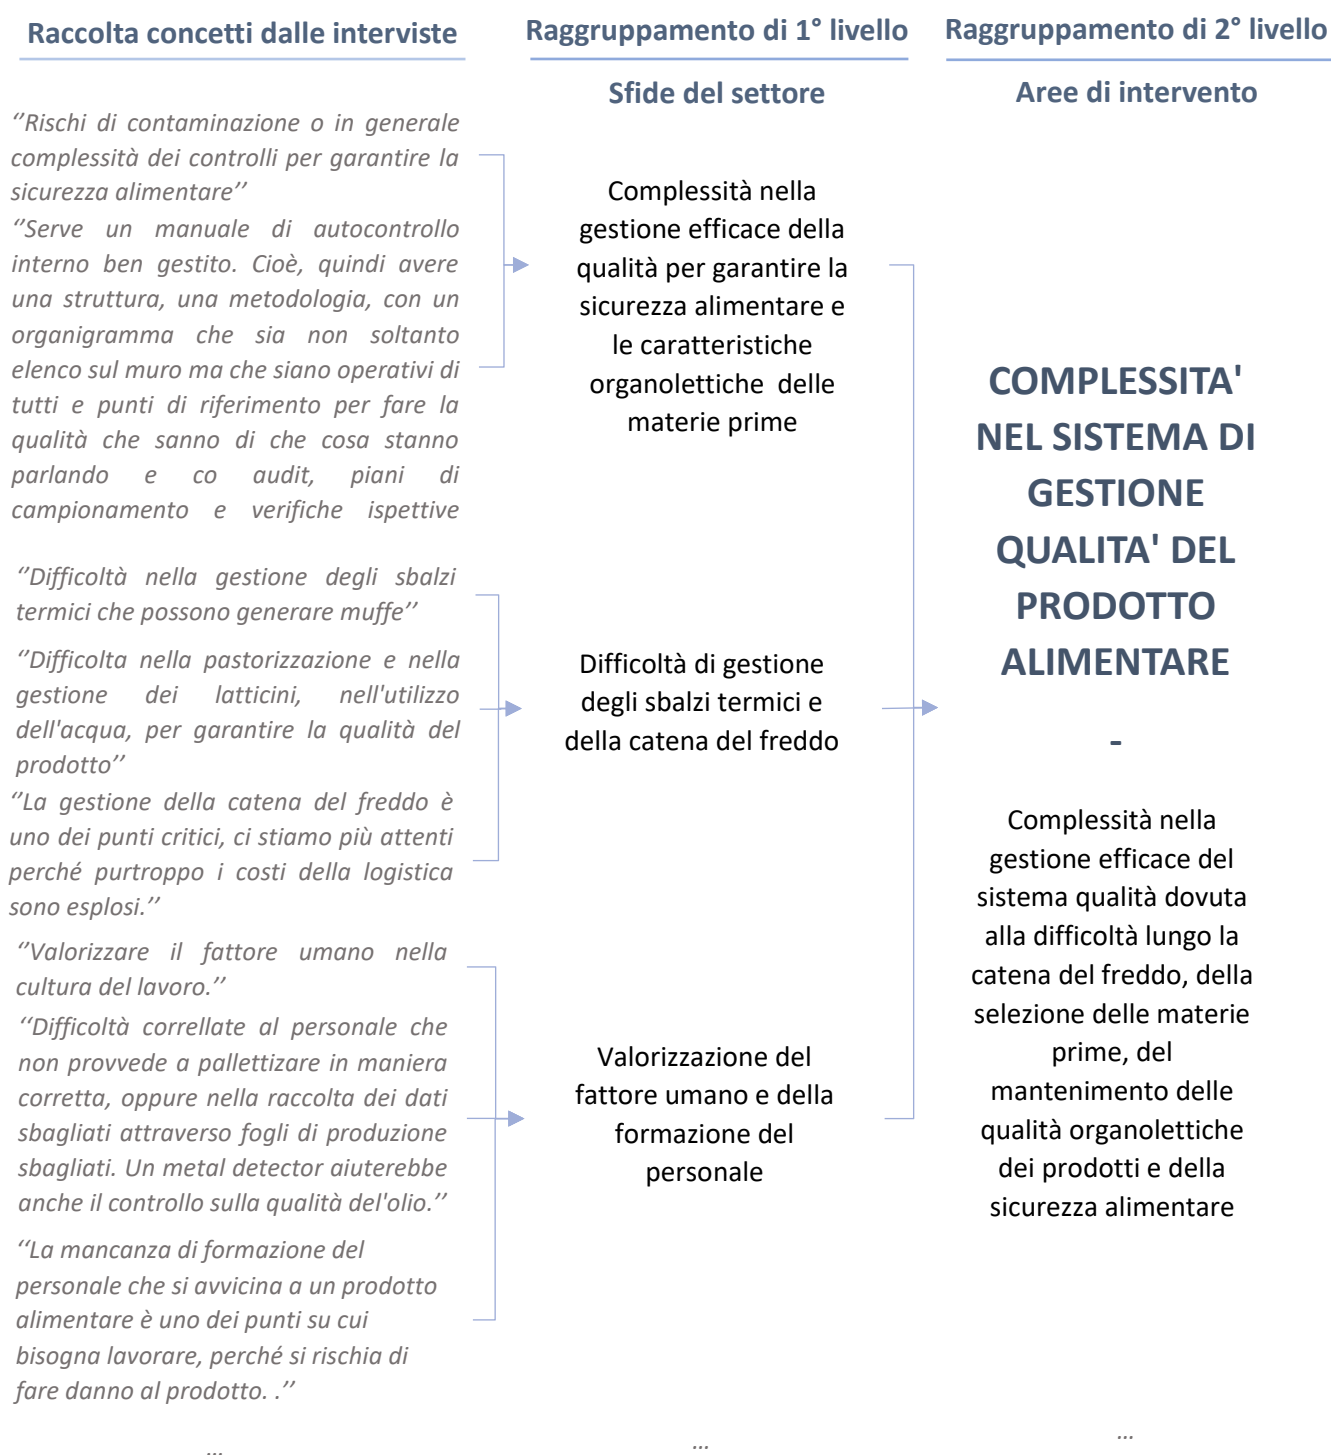 Raccolta concetti dalle interviste
‘’Rischi di contaminazione o in generale
complessità dei controlli per garantire la
sicurezza alimentare’’
‘’Serve un manuale di autocontrollo
interno ben gestito. Cioè, quindi avere
una struttura, una metodologia, con un
organigramma che sia non soltanto
elenco sul muro ma che siano operativi di
tutti e punti di riferimento per fare la
qualità che sanno di che cosa stanno
parlando e co audit, piani di
campionamento e verifiche ispettive
‘’Difficoltà nella gestione degli sbalzi
termici che possono generare muffe’’
‘’Difficolta nella pastorizzazione e nella
gestione dei latticini, nell'utilizzo
dell'acqua, per garantire la qualità del
prodotto’’
‘’La gestione della catena del freddo è
uno dei punti critici, ci stiamo più attenti
perché purtroppo i costi della logistica
sono esplosi.’’
‘’Valorizzare il fattore umano nella
cultura del lavoro.’’
‘‘Difficoltà correllate al personale che
non provvede a pallettizare in maniera
corretta, oppure nella raccolta dei dati
sbagliati attraverso fogli di produzione
sbagliati. Un metal detector aiuterebbe
anche il controllo sulla qualità del'olio.’’
‘‘La mancanza di formazione del
personale che si avvicina a un prodotto
alimentare è uno dei punti su cui
bisogna lavorare, perché si rischia di
fare danno al prodotto. .’’
...
Raggruppamento di 1° livello
Sfide del settore
Complessità nella
gestione efficace della
qualità per garantire la
sicurezza alimentare e
le caratteristiche
organolettiche delle
materie prime
Difficoltà di gestione
degli sbalzi termici e
della catena del freddo
Valorizzazione del
fattore umano e della
formazione del
personale
...
Raggruppamento di 2° livello
Aree di intervento
COMPLESSITA'
NEL SISTEMA DI
GESTIONE
QUALITA' DEL
PRODOTTO
ALIMENTARE
-
Complessità nella
gestione efficace del
sistema qualità dovuta
alla difficoltà lungo la
catena del freddo, della
selezione delle materie
prime, del
mantenimento delle
qualità organolettiche
dei prodotti e della
sicurezza alimentare
...